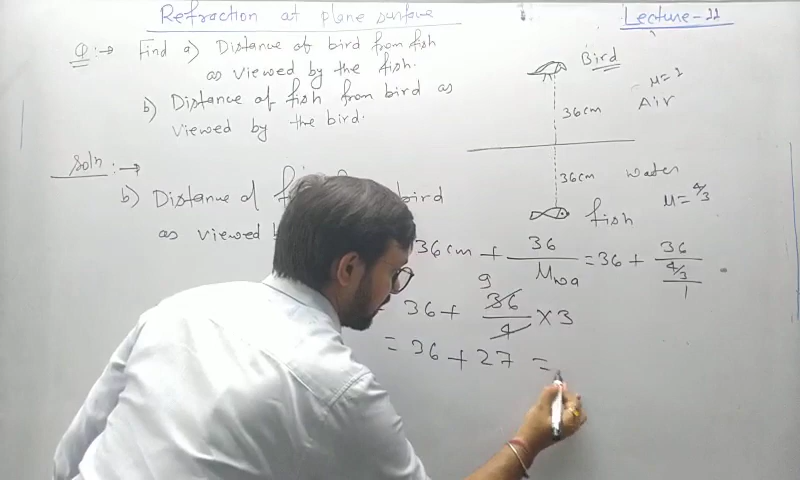 Refraction at plane surface
Lecture-11
Q:→ Find a) Distance of bird from fish
as viewed by the fish.
b) Distance of fish from bird as
viewed by the bird.
Bird
36cm
μ=1
Air
36cm
water
μ=4/3
fish
Soln:→
b) Distance of bird
as viewed
36cm + 36/μwa = 36 + 36/(4/3/1)
36 + 36/4 × 3
9
= 36 + 27 =